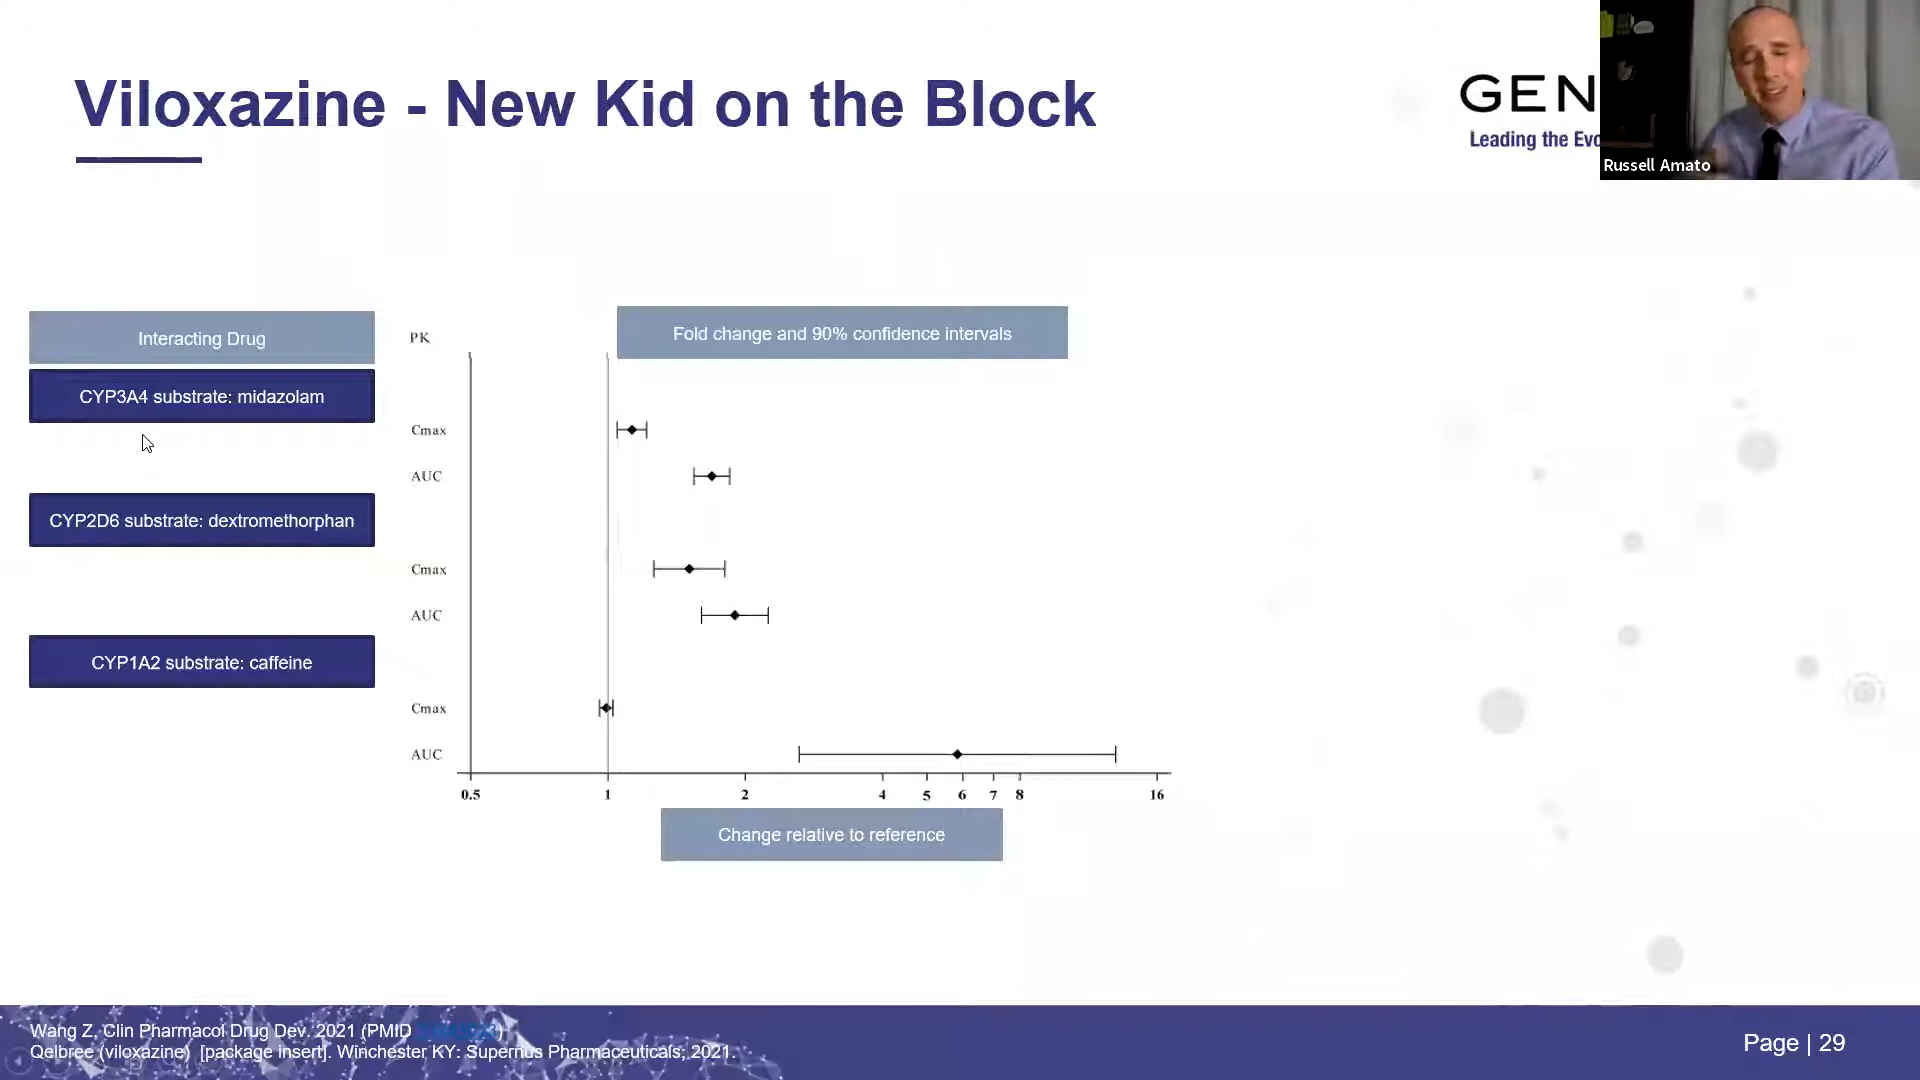 Viloxazine - New Kid on the Block
GEN
Leading the Evo
Russell Amato
Interacting Drug
PK
Fold change and 90% confidence intervals
CYP3A4 substrate: midazolam
Cmax
AUC
CYP2D6 substrate: dextromethorphan
Cmax
AUC
CYP1A2 substrate: caffeine
Cmax
AUC
0.5 1 2 4 5 6 7 8 16
Change relative to reference
Wang Z, Clin Pharmacol Drug Dev. 2021 (PMID )
Qelbree (viloxazine) [package insert]. Winchester KY: Supernus Pharmaceuticals; 2021.
Page | 29